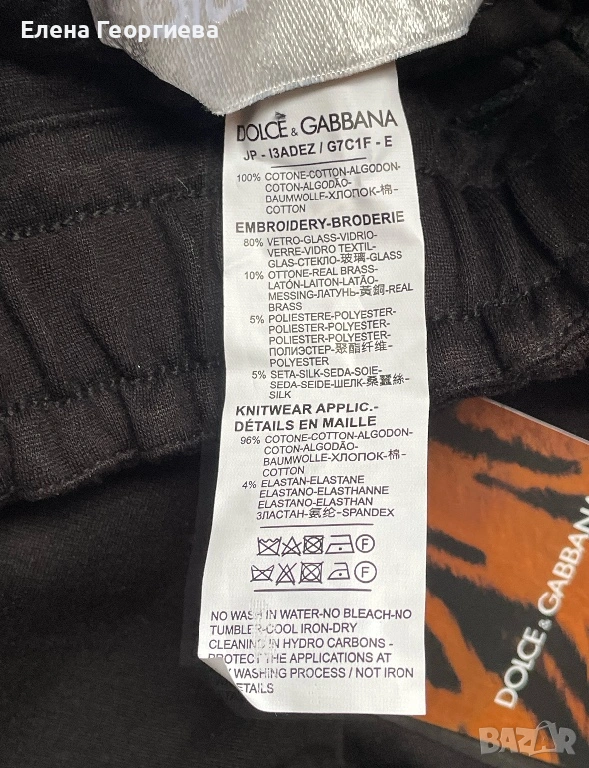 Елена Георгиева
DOLCE & GABBANA
JP - I3ADEZ / G7C1F - E
100% COTONE-COTTON-ALGODON-
COTON-ALGODÃO-
BAUMWOLLE-ХЛОПОК-棉-
COTTON
EMBROIDERY-BRODERIE
80% VETRO-GLASS-VIDRIO-
VERRE-VIDRO TEXTIL-
GLAS-СТЕКЛО-玻璃-GLASS
10% OTTONE-REAL BRASS-
LATÓN-LAITON-LATÃO-
MESSING-ЛАТУНЬ-黃銅-REAL
BRASS
5% POLIESTERE-POLYESTER-
POLIESTER-POLYESTER-
POLIÉSTER-POLYESTER-
ПОЛИЭСТЕР-聚酯纤维-
POLYESTER
5% SETA-SILK-SEDA-SOIE-
SEDA-SEIDE-ШЕЛК-桑蠶絲-
SILK
KNITWEAR APPLIC.-
DÉTAILS EN MAILLE
96% COTONE-COTTON-ALGODON-
COTON-ALGODÃO-
BAUMWOLLE-ХЛОПОК-棉-
COTTON
4% ELASTAN-ELASTANE-
ELASTANO-ELASTHANNE
ELASTANO-ELASTHAN
ЭЛАСТАН-氨纶-SPANDEX
F
F
NO WASH IN WATER-NO BLEACH-NO
TUMBLER-COOL IRON-DRY
CLEANING IN HYDRO CARBONS -
PROTECT THE APPLICATIONS AT
WASHING PROCESS / NOT IRON
DETAILS
DOLCE & GABBANA
BAZAR